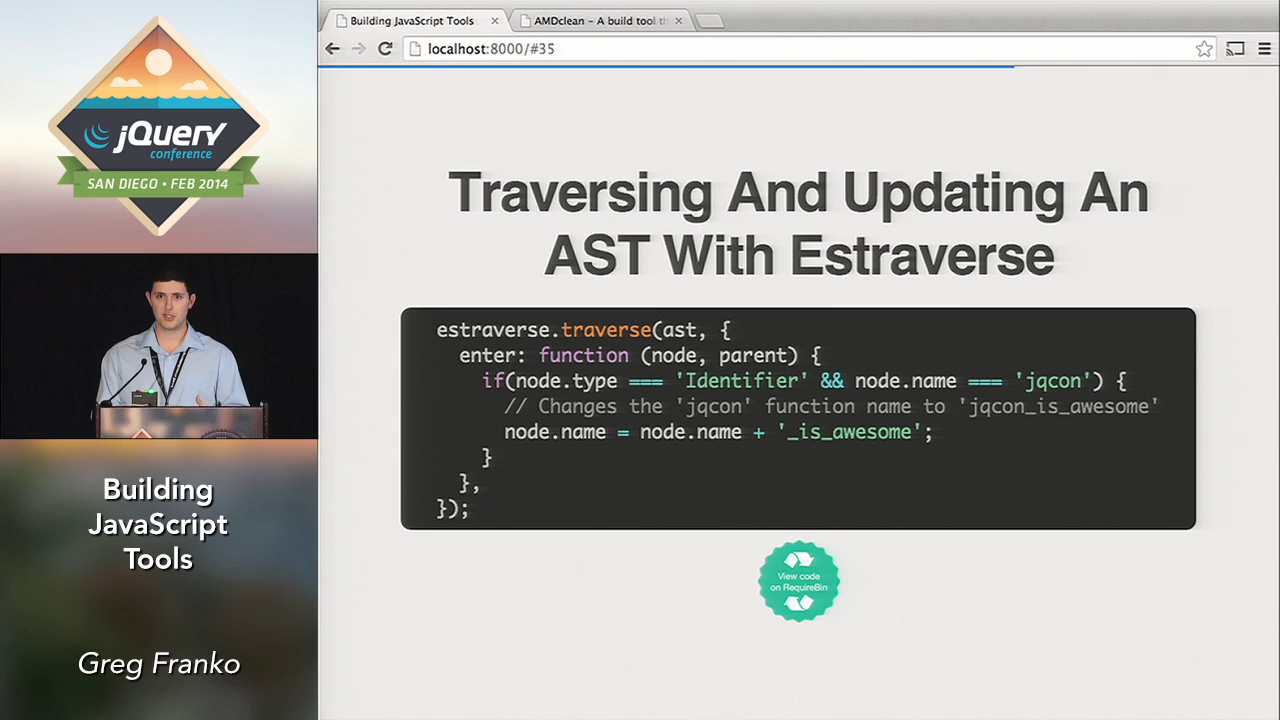 jQuery
conference
SAN DIEGO • FEB 2014
Building
JavaScript
Tools
Greg Franko
Building JavaScript Tools
AMDclean – A build tool th
localhost:8000/#35
Traversing And Updating An
AST With Estraverse
estraverse.traverse(ast, {
  enter: function (node, parent) {
    if(node.type === 'Identifier' && node.name === 'jqcon') {
      // Changes the 'jqcon' function name to 'jqcon_is_awesome'
      node.name = node.name + '_is_awesome';
    }
  },
});
View code
on RequireBin